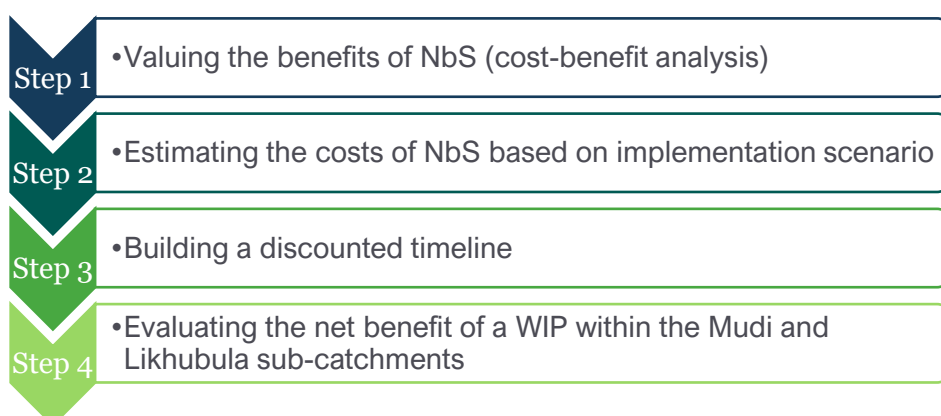 Step 1
•Valuing the benefits of NbS (cost-benefit analysis)
Step 2
•Estimating the costs of NbS based on implementation scenario
Step 3
•Building a discounted timeline
Step 4
•Evaluating the net benefit of a WIP within the Mudi and
Likhubula sub-catchments